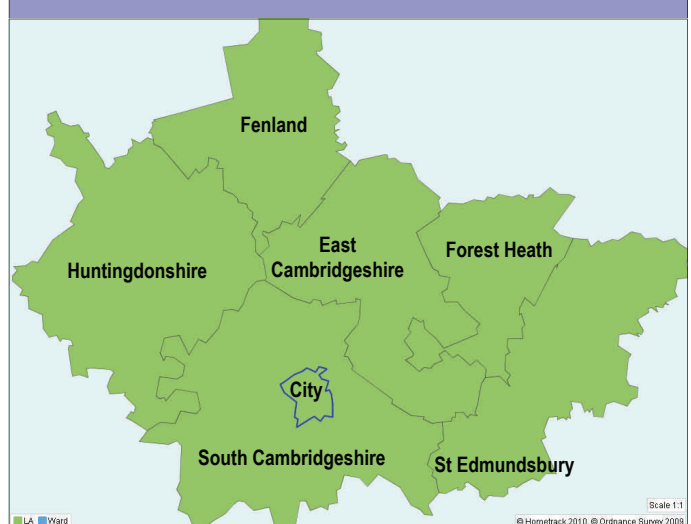 Fenland
East
Cambridgeshire
Forest Heath
Huntingdonshire
City
South Cambridgeshire
St Edmundsbury
Scale 1:1
LA Ward
© Hometrack 2010, © Ordnance Survey 2009